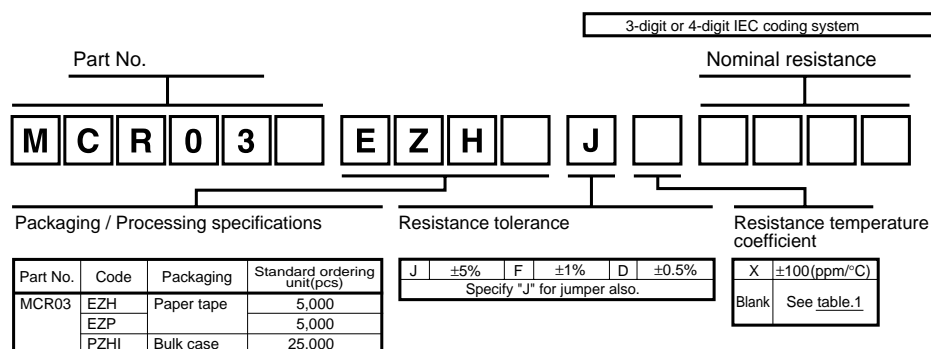 3-digit or 4-digit IEC coding system
Part No.
Nominal resistance
M C R 0 3 E Z H J
Packaging / Processing specifications
Resistance tolerance
Resistance temperature
coefficient
Part No. Code Packaging Standard ordering
unit(pcs)
MCR03 EZH Paper tape 5,000
EZP 5,000
PZHI Bulk case 25,000
J ±5% F ±1% D ±0.5%
Specify "J" for jumper also.
X ±100(ppm/°C)
Blank See table.1